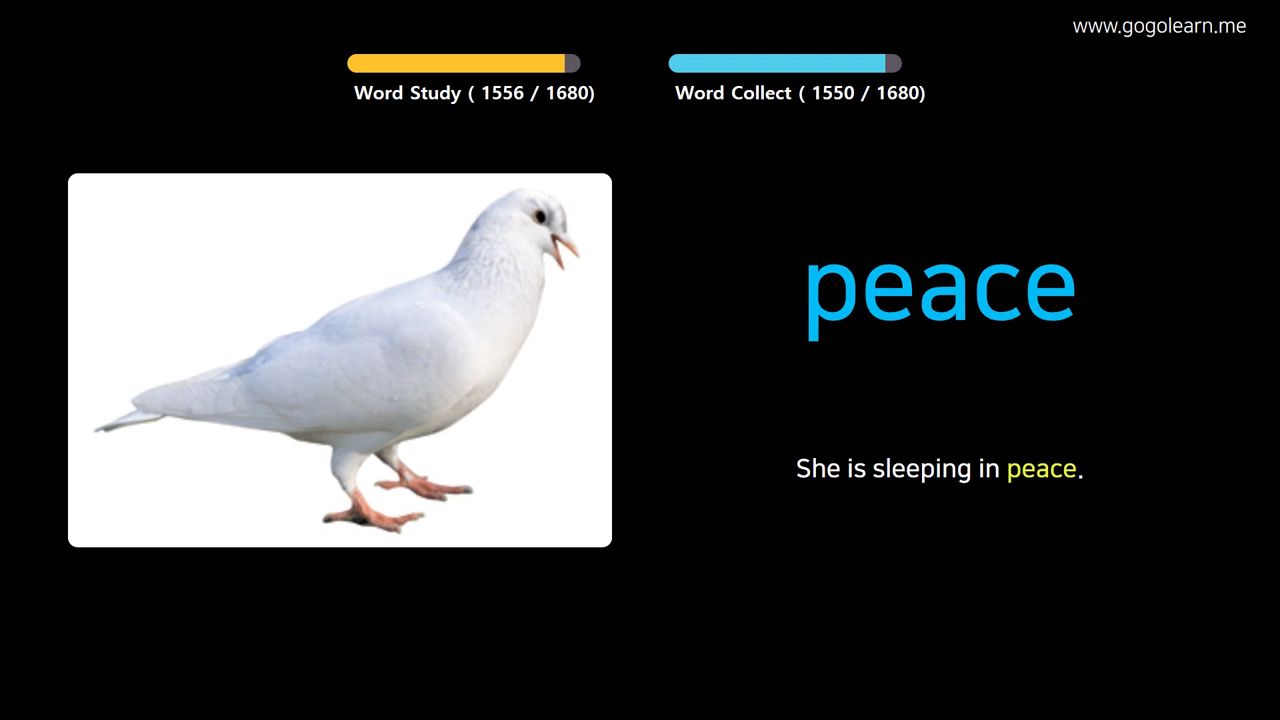 www.gogolearn.me
Word Study ( 1556 / 1680)
Word Collect ( 1550 / 1680)
peace
She is sleeping in peace.